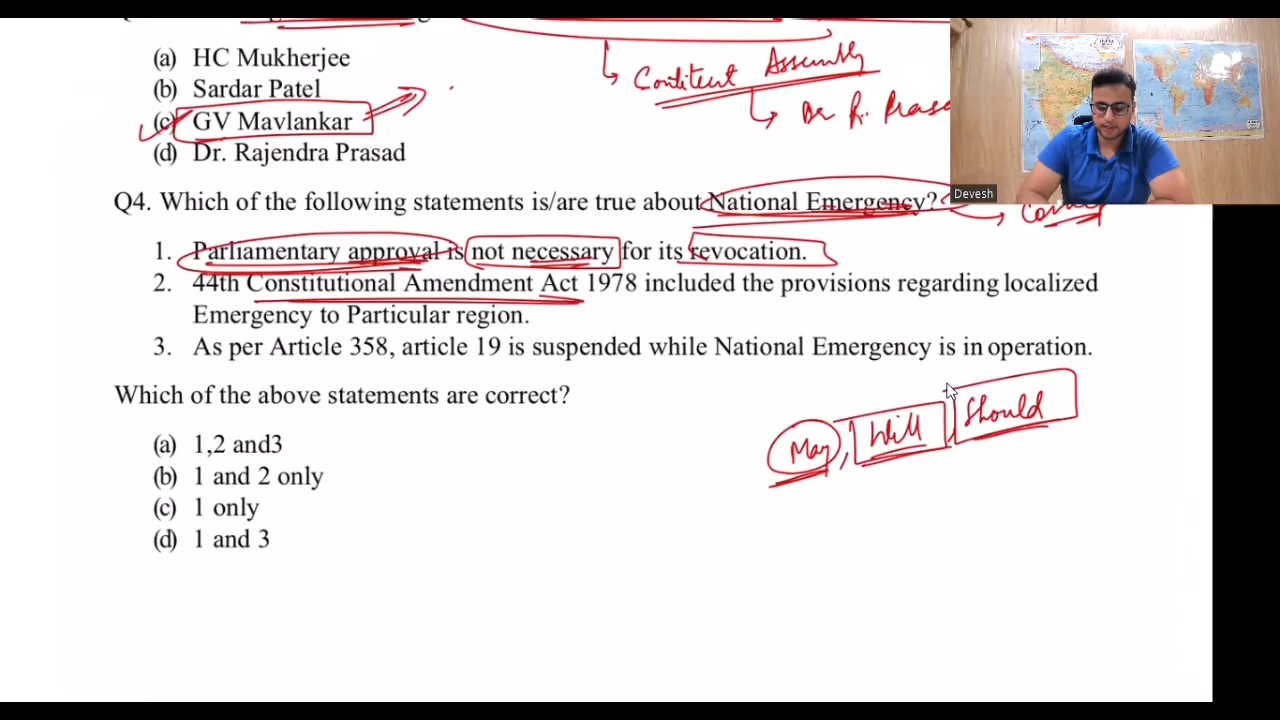 (a) HC Mukherjee
(b) Sardar Patel
(c) GV Mavlankar
(d) Dr. Rajendra Prasad
Contituent Assembly
Dr R. Prasa
Devesh
Q4. Which of the following statements is/are true about National Emergency?
1. Parliamentary approval is not necessary for its revocation.
2. 44th Constitutional Amendment Act 1978 included the provisions regarding localized
Emergency to Particular region.
3. As per Article 358, article 19 is suspended while National Emergency is in operation.
Which of the above statements are correct?
May, Will, Should
(a) 1,2 and3
(b) 1 and 2 only
(c) 1 only
(d) 1 and 3